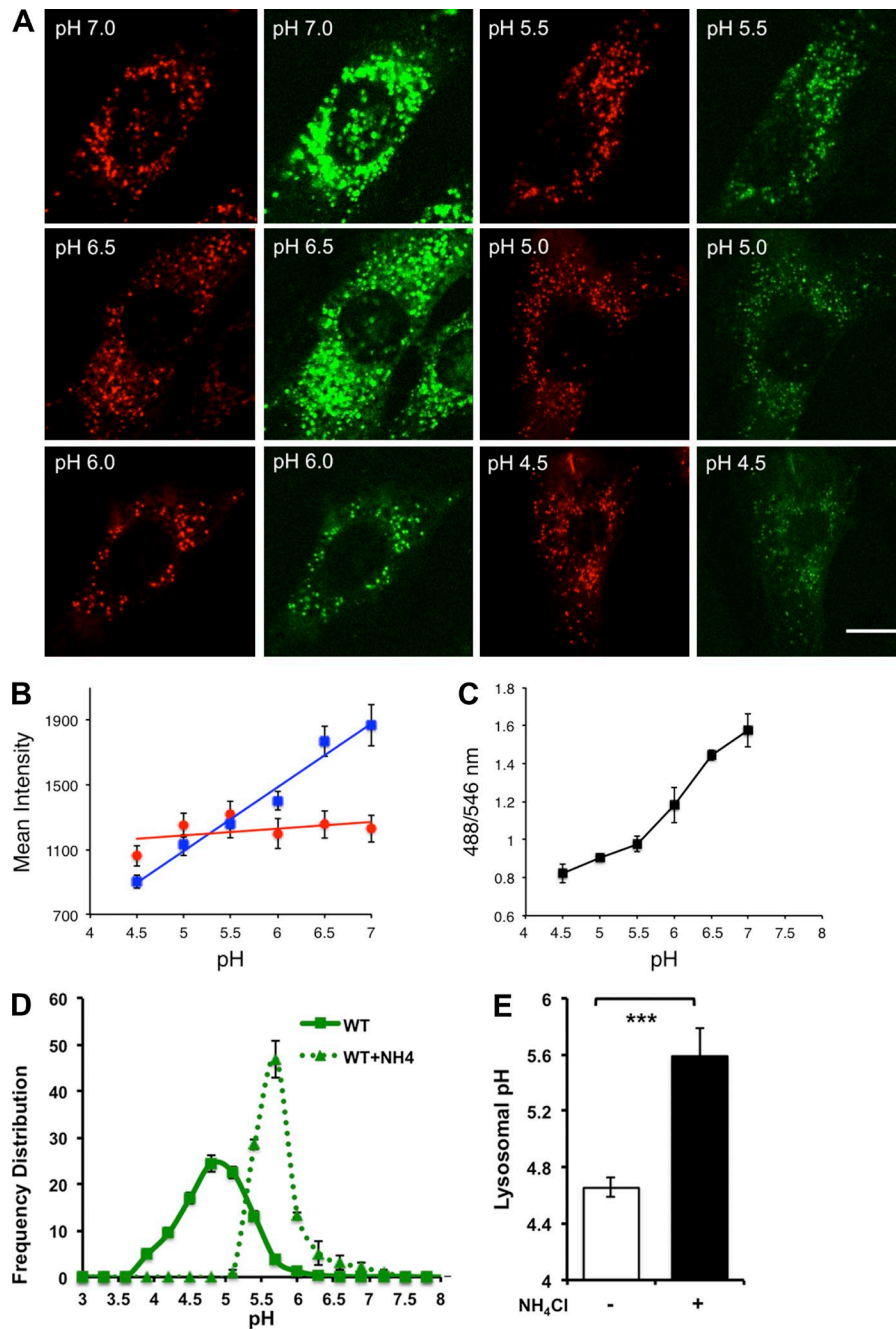 A
pH 7.0 pH 7.0 pH 5.5 pH 5.5
pH 6.5 pH 6.5 pH 5.0 pH 5.0
pH 6.0 pH 6.0 pH 4.5 pH 4.5
B
Mean Intensity
1900
1500
1100
700
4 4.5 5 5.5 6 6.5 7
pH
C
488/546 nm
1.8
1.6
1.4
1.2
1
0.8
0.6
4 4.5 5 5.5 6 6.5 7 7.5 8
pH
D
Frequency Distribution
60
50
40
30
20
10
0
WT
WT+NH4
3 3.5 4 4.5 5 5.5 6 6.5 7 7.5 8
pH
E
Lysosomal pH
6
5.6
5.2
4.8
4.4
4
***
NH₄Cl - +